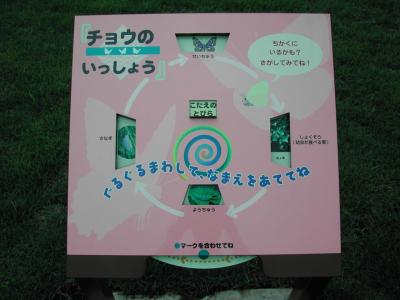 『チョウの
いっしょう』
せいちゅう
ちかくに
いるかも?
さがしてみてね!
こたえの
とびら
さなぎ
しょくそう
ようちゅう
ぐるぐるまわして、なまえをあててね
●マークを合わせてね